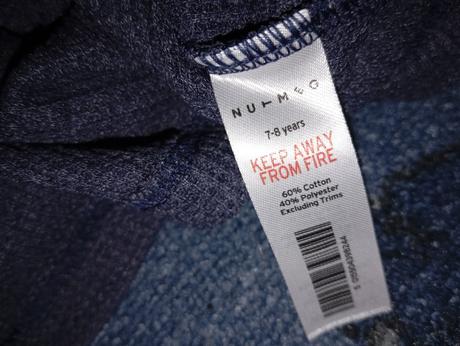 NUTMEG
7-8 years
KEEP AWAY
FROM FIRE
60% Cotton
40% Polyester
Excluding Trims